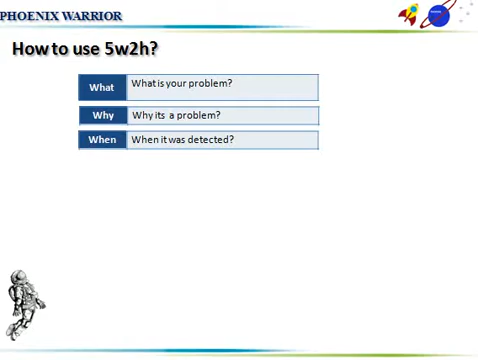 PHOENIX WARRIOR
How to use 5w2h?
What What is your problem?
Why Why its a problem?
When When it was detected?